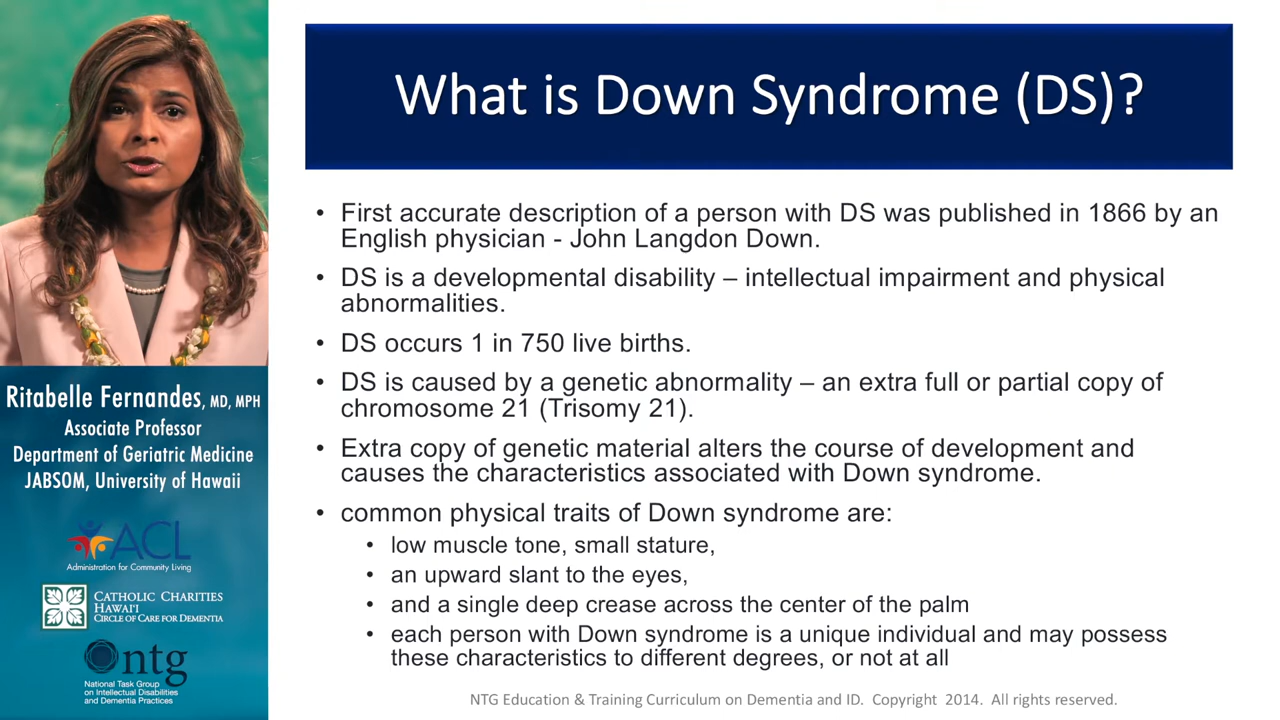 What is Down Syndrome (DS)?
• First accurate description of a person with DS was published in 1866 by an
English physician - John Langdon Down.
• DS is a developmental disability – intellectual impairment and physical
abnormalities.
• DS occurs 1 in 750 live births.
• DS is caused by a genetic abnormality – an extra full or partial copy of
chromosome 21 (Trisomy 21).
• Extra copy of genetic material alters the course of development and
causes the characteristics associated with Down syndrome.
• common physical traits of Down syndrome are:
• low muscle tone, small stature,
• an upward slant to the eyes,
• and a single deep crease across the center of the palm
• each person with Down syndrome is a unique individual and may possess
these characteristics to different degrees, or not at all
NTG Education & Training Curriculum on Dementia and ID. Copyright 2014. All rights reserved.
Ritabelle Fernandes, MD, MPH
Associate Professor
Department of Geriatric Medicine
JABSOM, University of Hawaii
ACL
Administration for Community Living
CATHOLIC CHARITIES
HAWAI‘I
CIRCLE OF CARE FOR DEMENTIA
ntg
National Task Group
on Intellectual Disabilities
and Dementia Practices